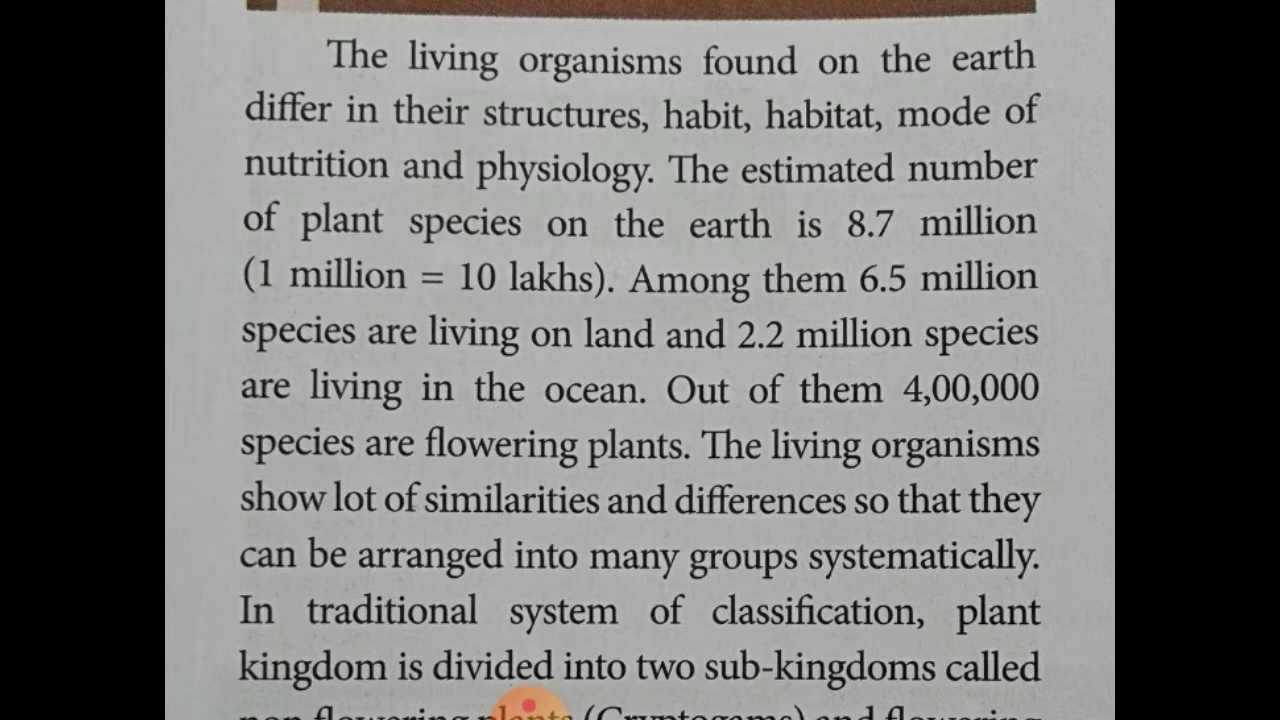 The living organisms found on the earth
differ in their structures, habit, habitat, mode of
nutrition and physiology. The estimated number
of plant species on the earth is 8.7 million
(1 million = 10 lakhs). Among them 6.5 million
species are living on land and 2.2 million species
are living in the ocean. Out of them 4,00,000
species are flowering plants. The living organisms
show lot of similarities and differences so that they
can be arranged into many groups systematically.
In traditional system of classification, plant
kingdom is divided into two sub-kingdoms called
flowering plants (Cryptogams) and flowering